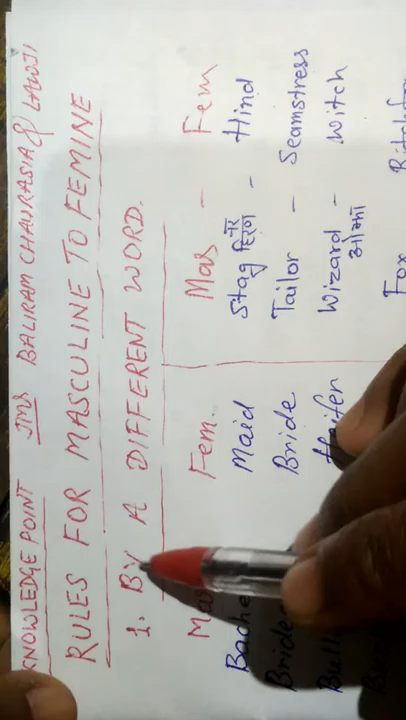 KNOWLEDGE POINT BALIRAM CHAURASIA & LAWJI
RULES FOR MASCULINE TO FEMINE
1. BY A DIFFERENT WORD.
Fem. Mas - Fem
Maid Stag हिरण नर - Hind
Bride Tailor - Seamstress
Wizard - Witch
ओझा
Fox